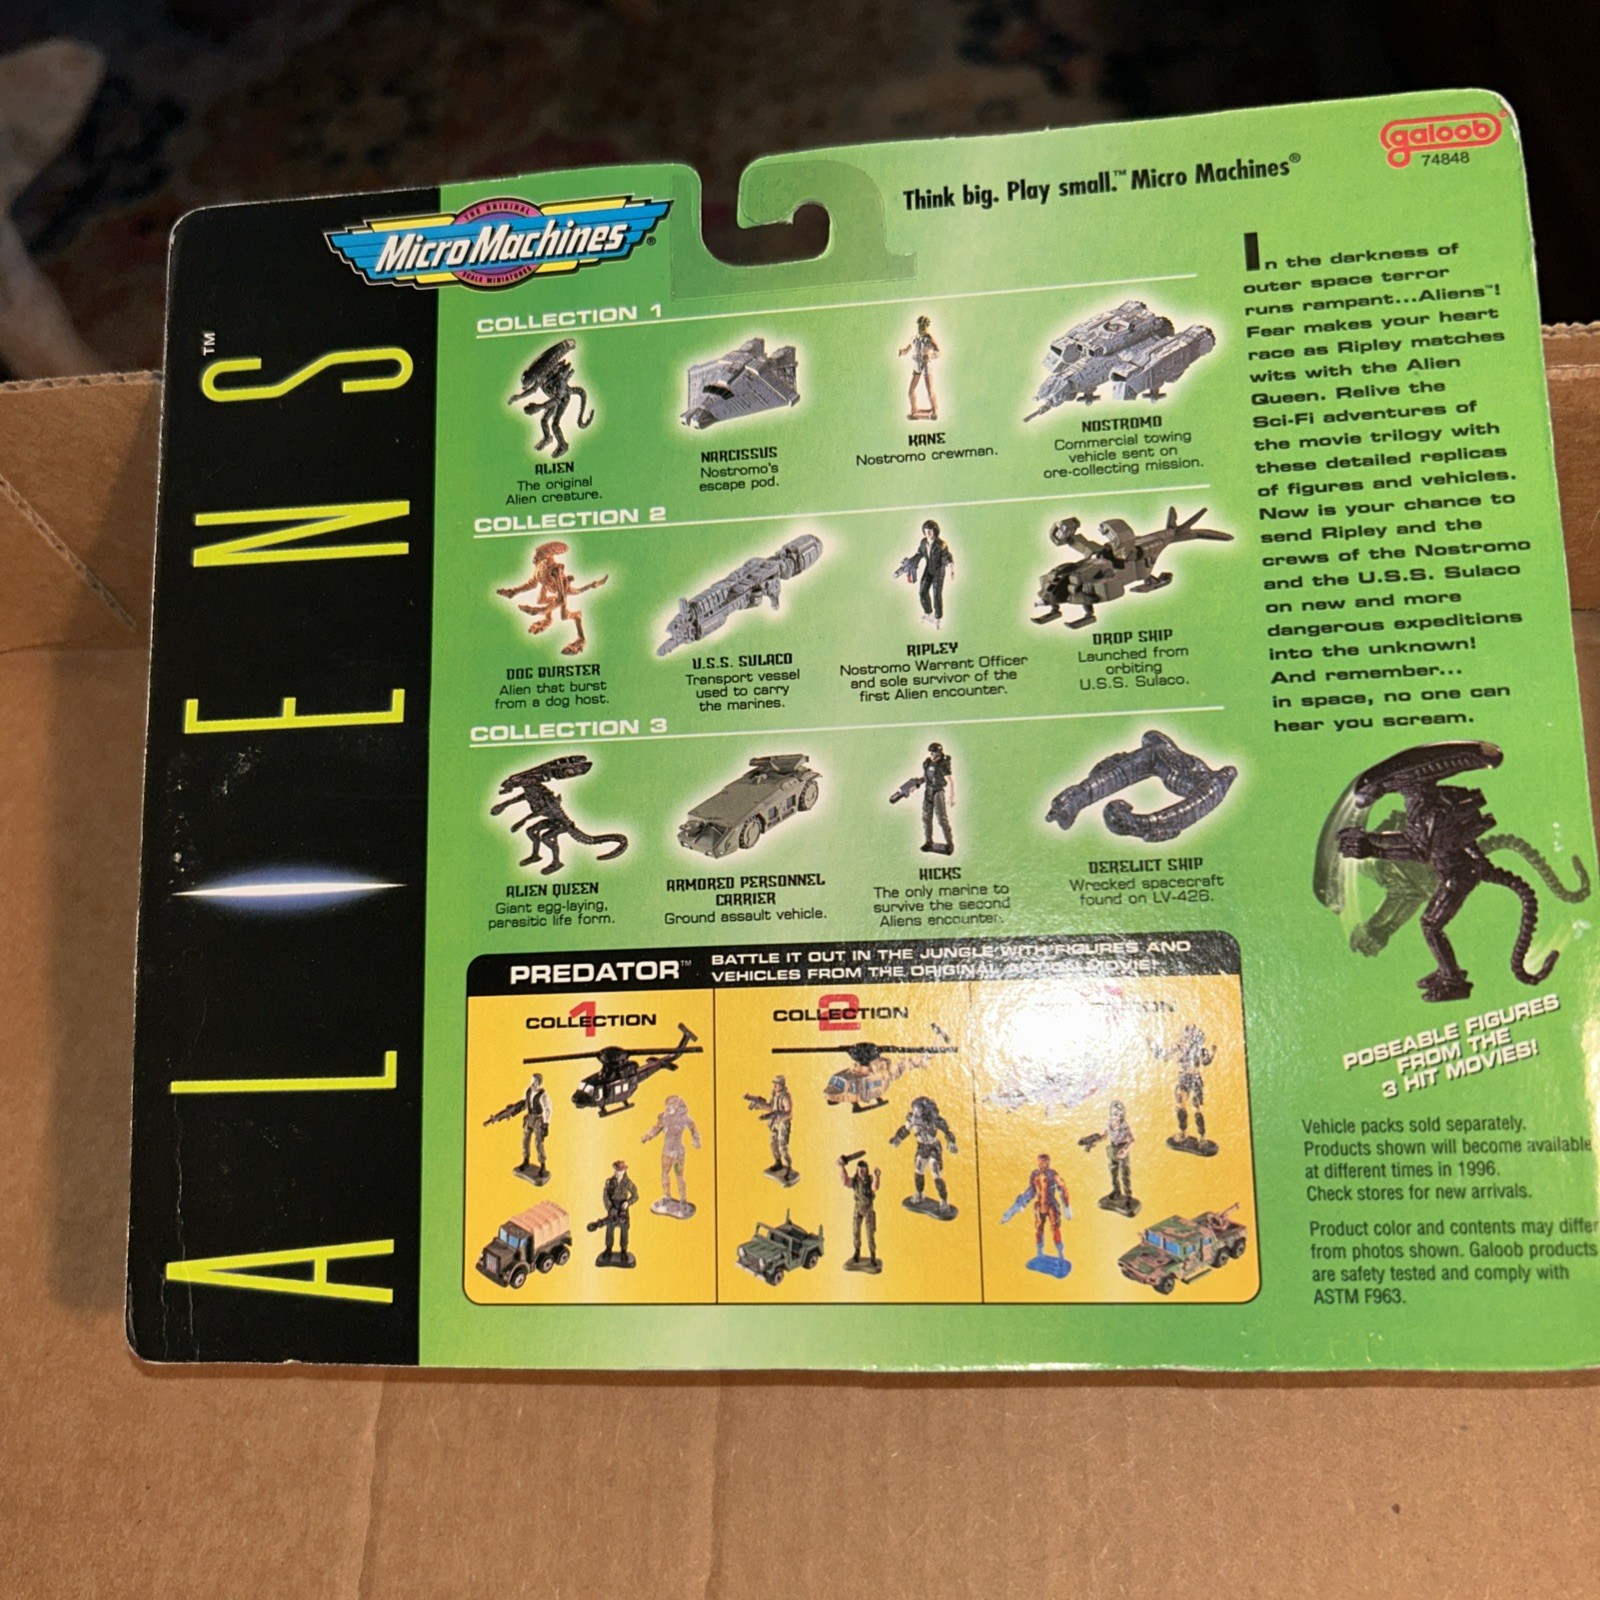 ALIENS™
THE ORIGINAL
MicroMachines®
SCALE MINIATURES
Think big. Play small.™ Micro Machines®
galoob®
74848
COLLECTION 1
ALIEN
The original
Alien creature.
NARCISSUS
Nostromo's
escape pod.
KANE
Nostromo crewman.
NOSTROMO
Commercial towing
vehicle sent on
ore-collecting mission.
COLLECTION 2
DOG BURSTER
Alien that burst
from a dog host.
U.S.S. SULACO
Transport vessel
used to carry
the marines.
RIPLEY
Nostromo Warrant Officer
and sole survivor of the
first Alien encounter.
DROP SHIP
Launched from
orbiting
U.S.S. Sulaco.
COLLECTION 3
ALIEN QUEEN
Giant egg-laying,
parasitic life form.
ARMORED PERSONNEL
CARRIER
Ground assault vehicle.
HICKS
The only marine to
survive the second
Aliens encounter.
DERELICT SHIP
Wrecked spacecraft
found on LV-426.
In the darkness of
outer space terror
runs rampant...Aliens™!
Fear makes your heart
race as Ripley matches
wits with the Alien
Queen. Relive the
Sci-Fi adventures of
the movie trilogy with
these detailed replicas
of figures and vehicles.
Now is your chance to
send Ripley and the
crews of the Nostromo
and the U.S.S. Sulaco
on new and more
dangerous expeditions
into the unknown!
And remember...
in space, no one can
hear you scream.
POSEABLE FIGURES
FROM THE
3 HIT MOVIES!
PREDATOR™
BATTLE IT OUT IN THE JUNGLE WITH FIGURES AND
VEHICLES FROM THE ORIGINAL ACTION MOVIE!
COLLECTION 1
COLLECTION 2
Vehicle packs sold separately.
Products shown will become available
at different times in 1996.
Check stores for new arrivals.
Product color and contents may differ
from photos shown. Galoob products
are safety tested and comply with
ASTM F963.